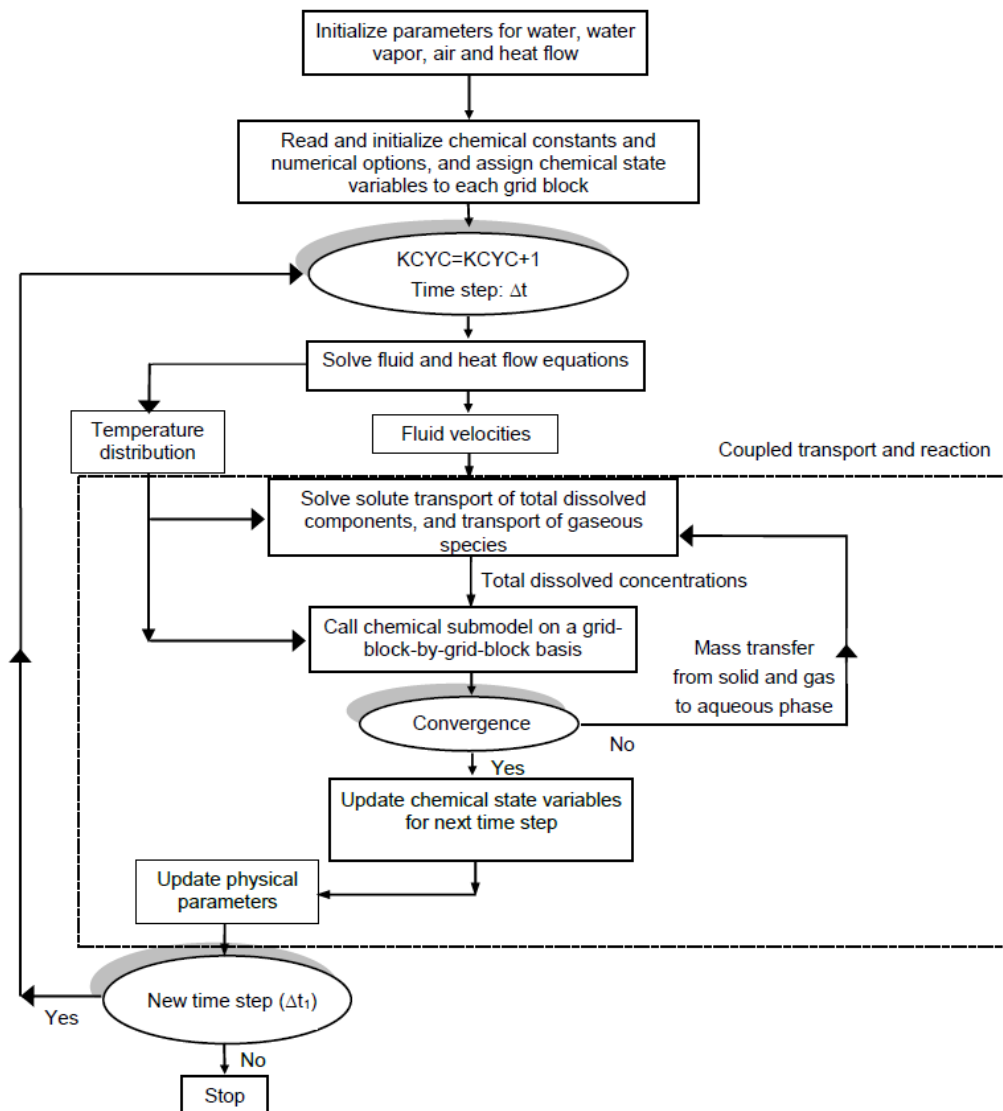 Initialize parameters for water, water
vapor, air and heat flow
Read and initialize chemical constants and
numerical options, and assign chemical state
variables to each grid block
KCYC=KCYC+1
Time step: Δt
Solve fluid and heat flow equations
Temperature
distribution
Fluid velocities
Coupled transport and reaction
Solve solute transport of total dissolved
components, and transport of gaseous
species
Total dissolved concentrations
Call chemical submodel on a grid-
block-by-grid-block basis
Mass transfer
from solid and gas
to aqueous phase
Convergence
No
Yes
Update chemical state variables
for next time step
Update physical
parameters
New time step (Δt₁)
Yes
No
Stop